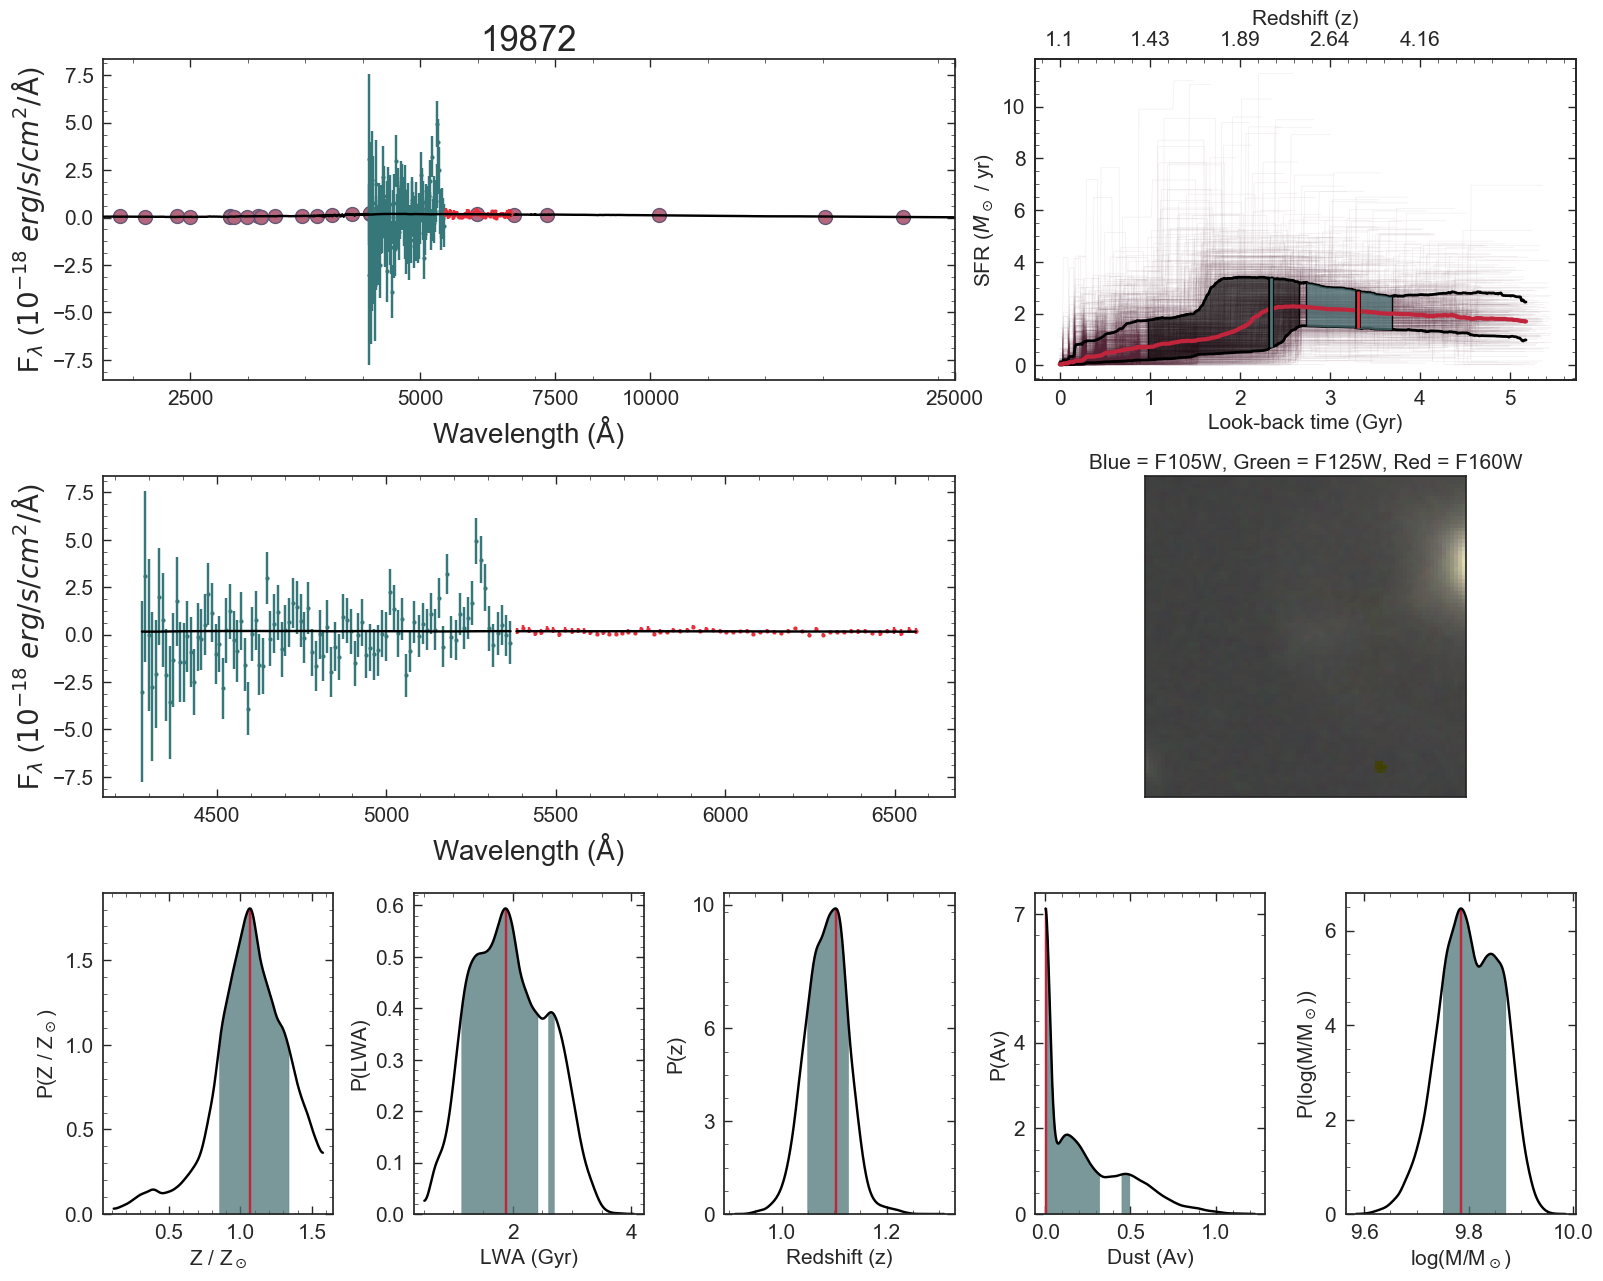 19872
7.5
5.0
2.5
0.0
−2.5
−5.0
−7.5
F_λ (10^−18 erg/s/cm^2/Å)
2500
5000
7500
10000
25000
Wavelength (Å)
Redshift (z)
1.1 1.43 1.89 2.64 4.16
10
8
6
4
2
0
SFR (M_⊙ / yr)
0 1 2 3 4 5
Look-back time (Gyr)
7.5
5.0
2.5
0.0
−2.5
−5.0
−7.5
F_λ (10^−18 erg/s/cm^2/Å)
4500 5000 5500 6000 6500
Wavelength (Å)
Blue = F105W, Green = F125W, Red = F160W
1.5
1.0
0.5
0.0
P(Z / Z_⊙)
0.5 1.0 1.5
Z / Z_⊙
0.6
0.5
0.4
0.3
0.2
0.1
0.0
P(LWA)
2 4
LWA (Gyr)
10
6
3
0
P(z)
1.0 1.2
Redshift (z)
7
4
2
0
P(Av)
0.0 0.5 1.0
Dust (Av)
6
4
2
0
P(log(M/M_⊙))
9.6 9.8 10.0
log(M/M_⊙)